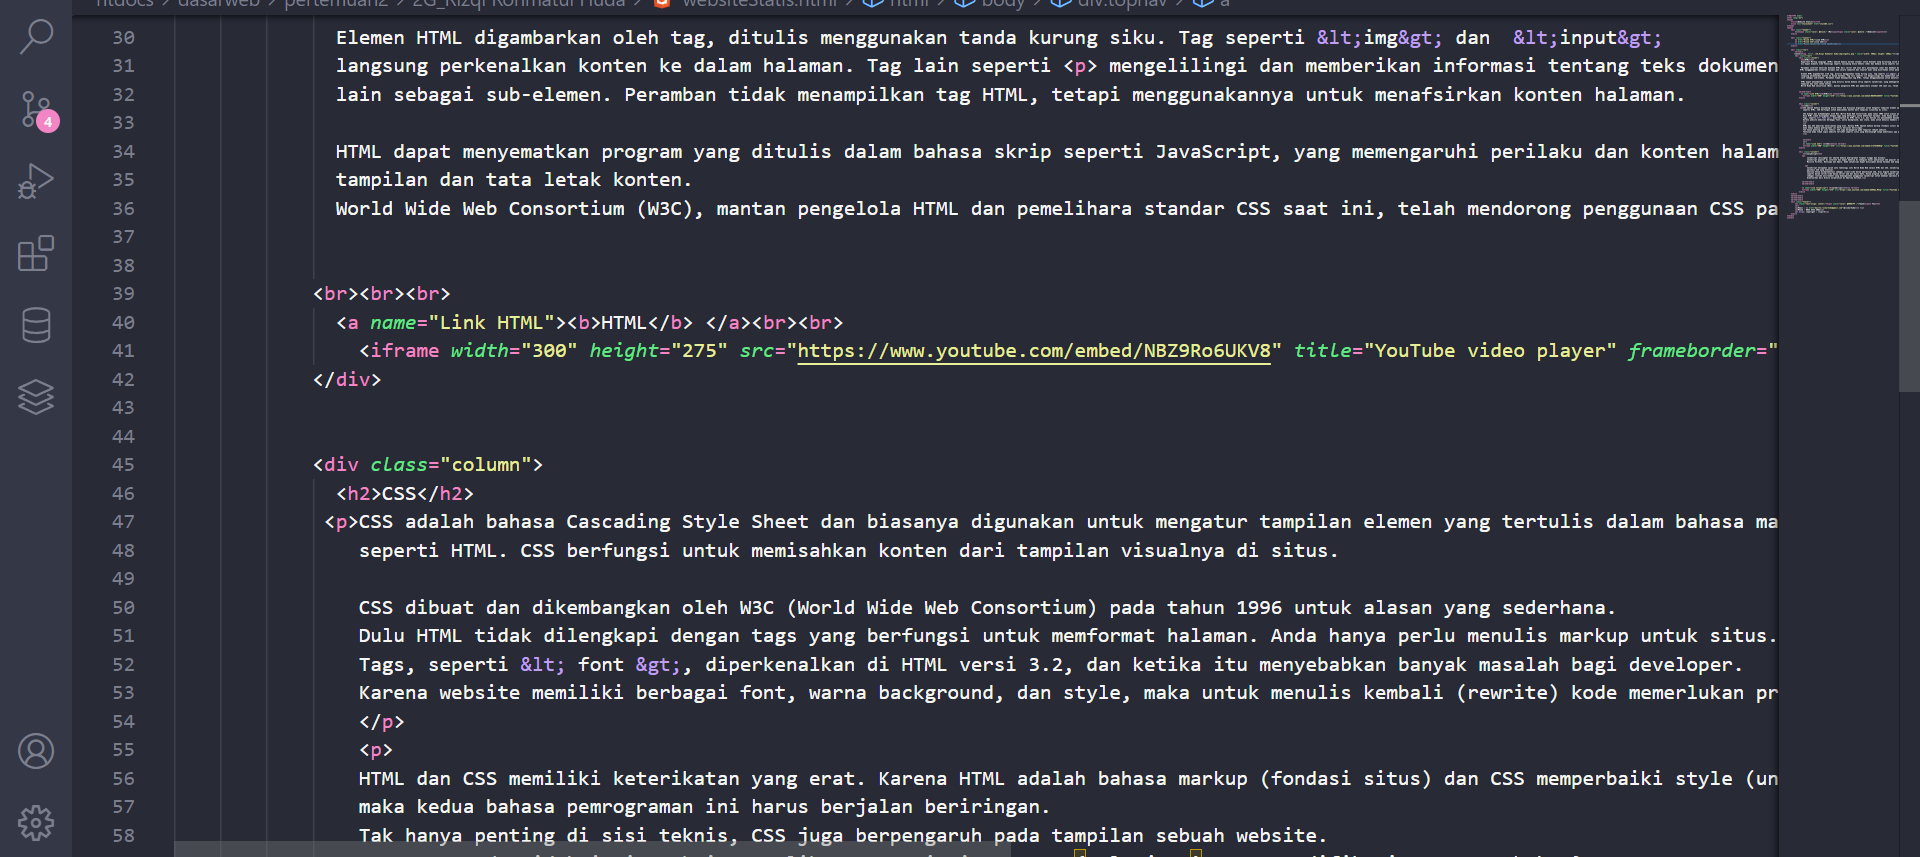 htdocs > dasarweb > pertemuan2 > 2G_Rizqi Rohmatul Huda > websiteStatis.html > html > body > div.topnav > a
4
30 Elemen HTML digambarkan oleh tag, ditulis menggunakan tanda kurung siku. Tag seperti &lt;img&gt; dan  &lt;input&gt;
31 langsung perkenalkan konten ke dalam halaman. Tag lain seperti <p> mengelilingi dan memberikan informasi tentang teks dokumen
32 lain sebagai sub-elemen. Peramban tidak menampilkan tag HTML, tetapi menggunakannya untuk menafsirkan konten halaman.
33
34 HTML dapat menyematkan program yang ditulis dalam bahasa skrip seperti JavaScript, yang memengaruhi perilaku dan konten halam
35 tampilan dan tata letak konten.
36 World Wide Web Consortium (W3C), mantan pengelola HTML dan pemelihara standar CSS saat ini, telah mendorong penggunaan CSS pa
37
38
39 <br><br><br>
40 <a name="Link HTML"><b>HTML</b> </a><br><br>
41 <iframe width="300" height="275" src="https://www.youtube.com/embed/NBZ9Ro6UKV8" title="YouTube video player" frameborder="
42 </div>
43
44
45 <div class="column">
46 <h2>CSS</h2>
47 <p>CSS adalah bahasa Cascading Style Sheet dan biasanya digunakan untuk mengatur tampilan elemen yang tertulis dalam bahasa ma
48 seperti HTML. CSS berfungsi untuk memisahkan konten dari tampilan visualnya di situs.
49
50 CSS dibuat dan dikembangkan oleh W3C (World Wide Web Consortium) pada tahun 1996 untuk alasan yang sederhana.
51 Dulu HTML tidak dilengkapi dengan tags yang berfungsi untuk memformat halaman. Anda hanya perlu menulis markup untuk situs.
52 Tags, seperti &lt; font &gt;, diperkenalkan di HTML versi 3.2, dan ketika itu menyebabkan banyak masalah bagi developer.
53 Karena website memiliki berbagai font, warna background, dan style, maka untuk menulis kembali (rewrite) kode memerlukan pr
54 </p>
55 <p>
56 HTML dan CSS memiliki keterikatan yang erat. Karena HTML adalah bahasa markup (fondasi situs) dan CSS memperbaiki style (un
57 maka kedua bahasa pemrograman ini harus berjalan beriringan.
58 Tak hanya penting di sisi teknis, CSS juga berpengaruh pada tampilan sebuah website.